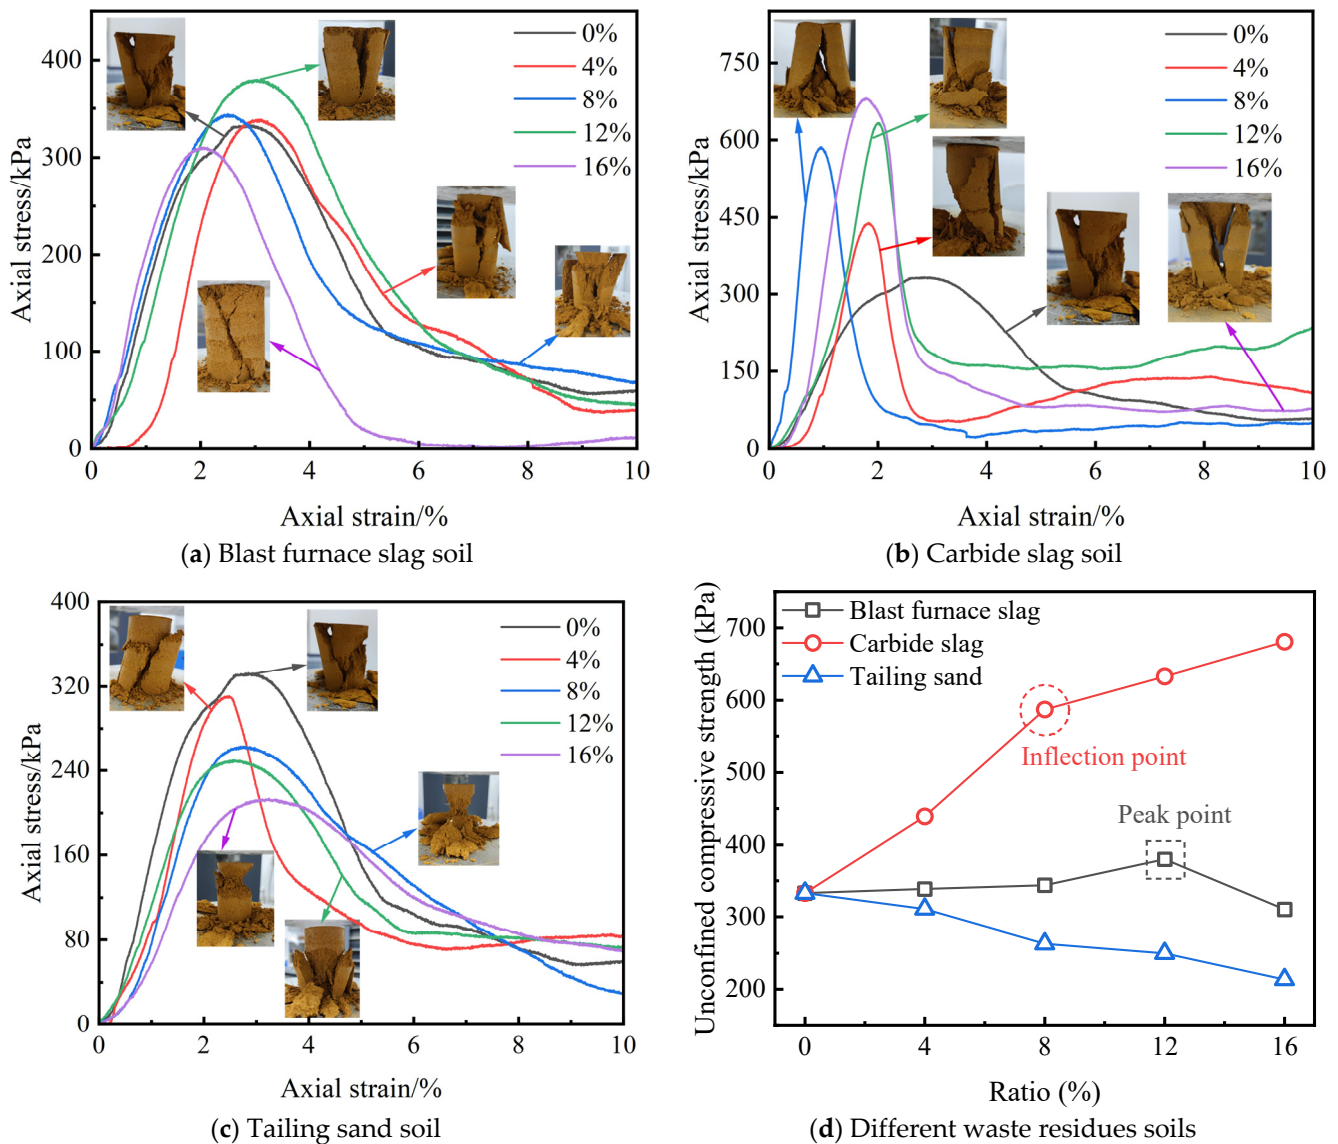 Axial stress/kPa
400
300
200
100
0
0%
4%
8%
12%
16%
0 2 4 6 8 10
Axial strain/%
(a) Blast furnace slag soil
Axial stress/kPa
750
600
450
300
150
0
0%
4%
8%
12%
16%
0 2 4 6 8 10
Axial strain/%
(b) Carbide slag soil
Axial stress/kPa
400
320
240
160
80
0
0%
4%
8%
12%
16%
0 2 4 6 8 10
Axial strain/%
(c) Tailing sand soil
Unconfined compressive strength (kPa)
700
600
500
400
300
200
Blast furnace slag
Carbide slag
Tailing sand
Inflection point
Peak point
0 4 8 12 16
Ratio (%)
(d) Different waste residues soils